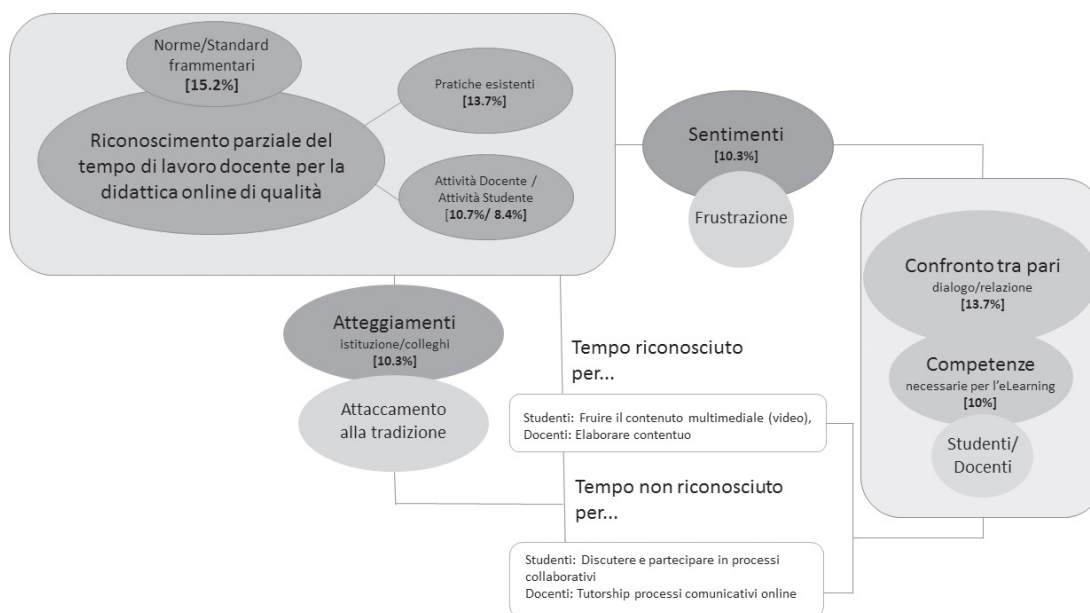 Norme/Standard
frammentari
[15.2%]
Riconoscimento parziale del
tempo di lavoro docente per la
didattica online di qualità
Pratiche esistenti
[13.7%]
Attività Docente /
Attività Studente
[10.7%/ 8.4%]
Sentimenti
[10.3%]
Frustrazione
Confronto tra pari
dialogo/relazione
[13.7%]
Competenze
necessarie per l'eLearning
[10%]
Studenti/
Docenti
Atteggiamenti
istituzione/colleghi
[10.3%]
Attaccamento
alla tradizione
Tempo riconosciuto
per...
Studenti: Fruire il contenuto multimediale (video),
Docenti: Elaborare contentuo
Tempo non riconosciuto
per...
Studenti: Discutere e partecipare in processi
collaborativi
Docenti: Tutorship processi comunicativi online